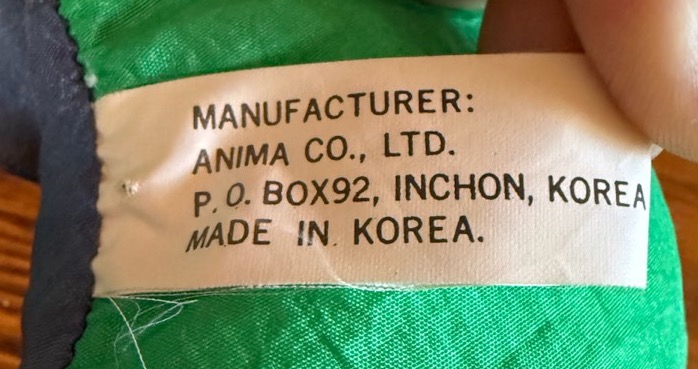 MANUFACTURER:
ANIMA CO., LTD.
P.O. BOX92, INCHON, KOREA
MADE IN. KOREA.